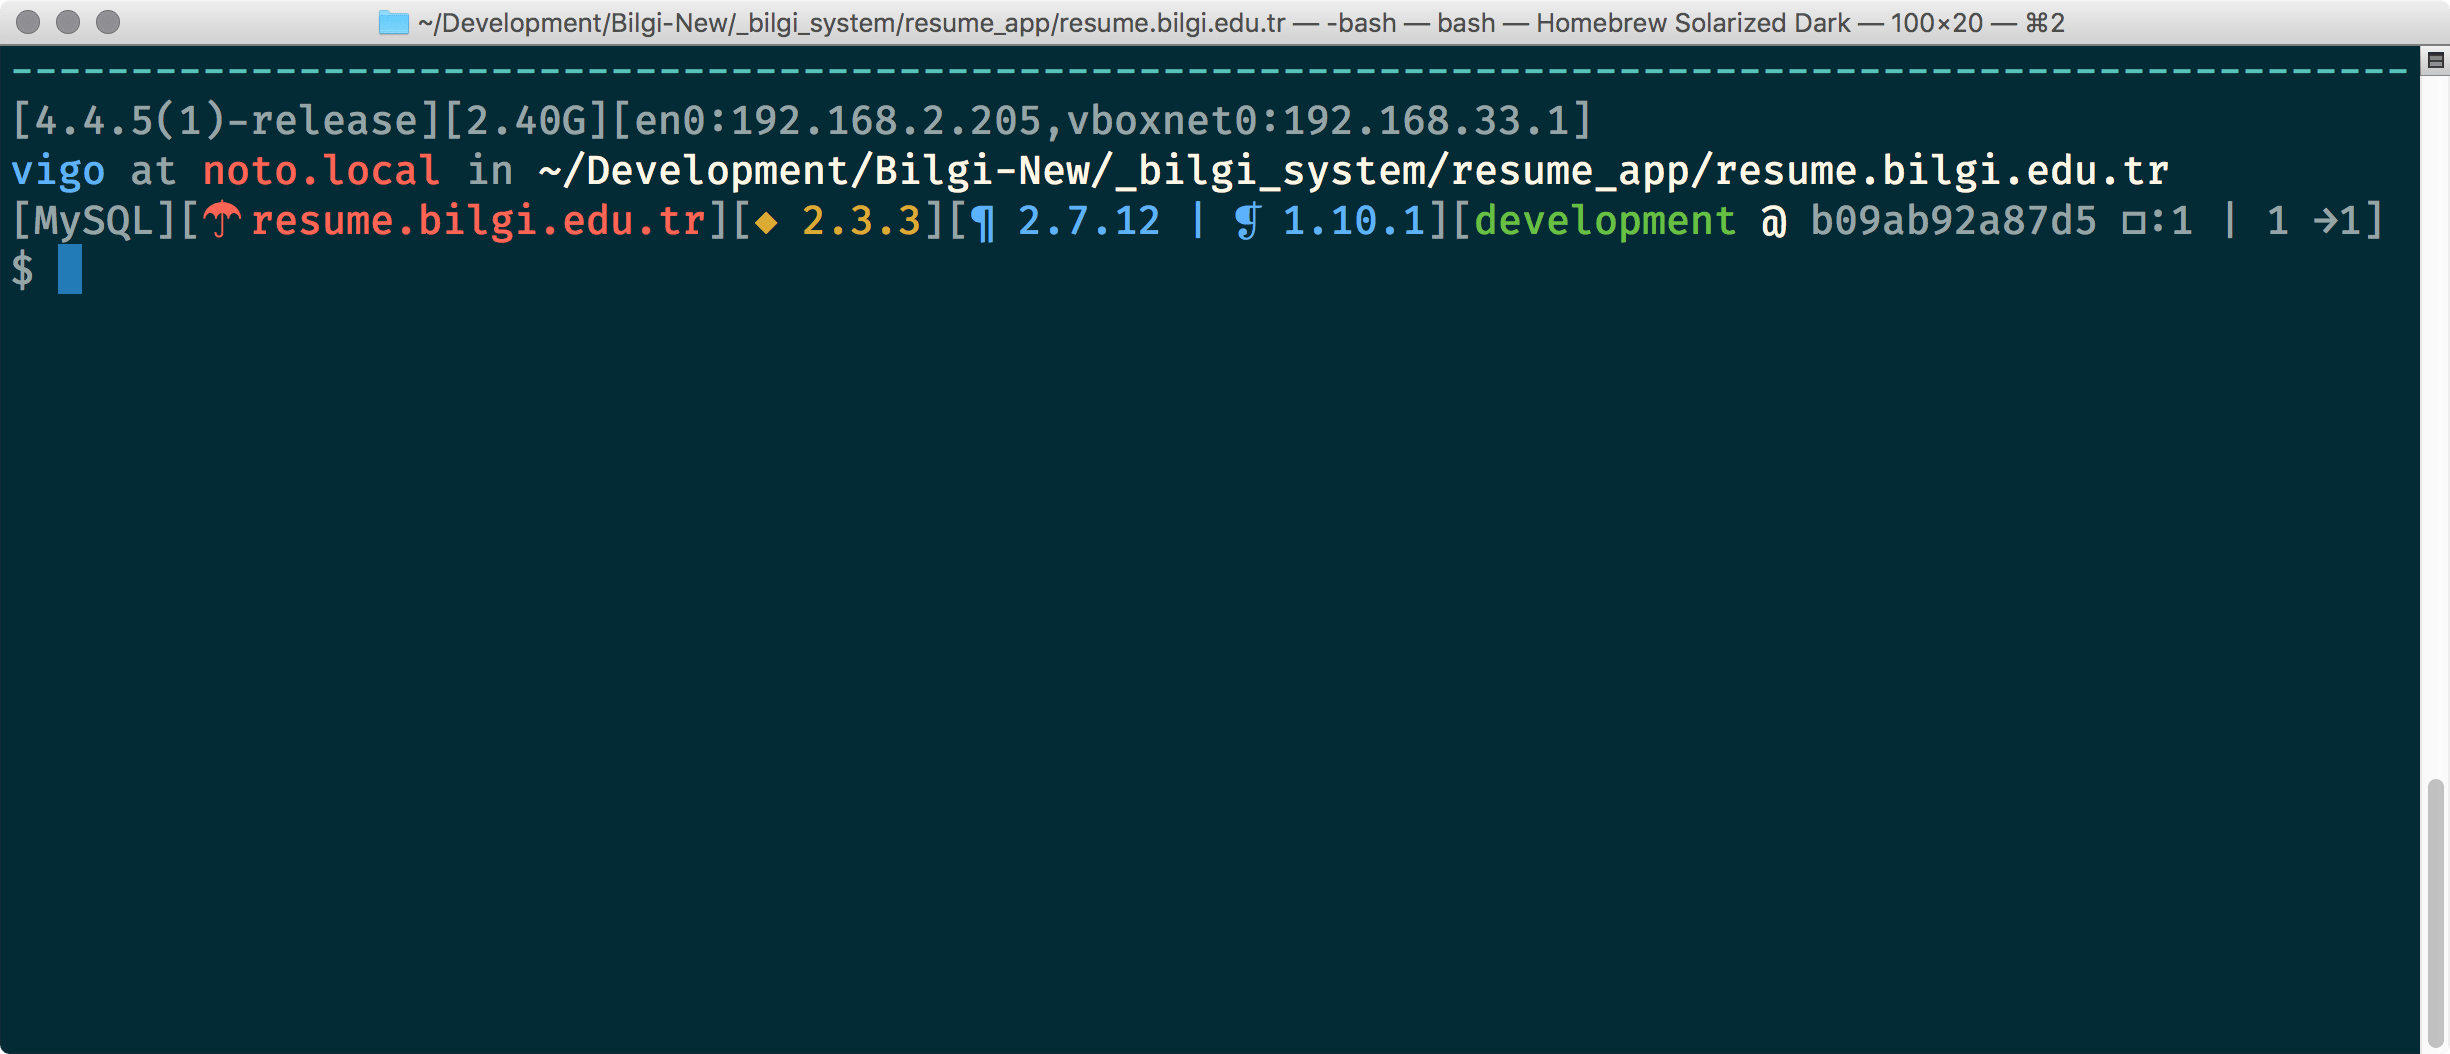 ~/Development/Bilgi-New/_bilgi_system/resume_app/resume.bilgi.edu.tr — -bash — bash — Homebrew Solarized Dark — 100×20 — ⌘2
----------------------------------------------------------------------------------------------------
[4.4.5(1)-release][2.40G][en0:192.168.2.205,vboxnet0:192.168.33.1]
vigo at noto.local in ~/Development/Bilgi-New/_bilgi_system/resume_app/resume.bilgi.edu.tr
[MySQL][☂ resume.bilgi.edu.tr][◆ 2.3.3][¶ 2.7.12 | ❡ 1.10.1][development @ b09ab92a87d5 □:1 | 1 →1]
$